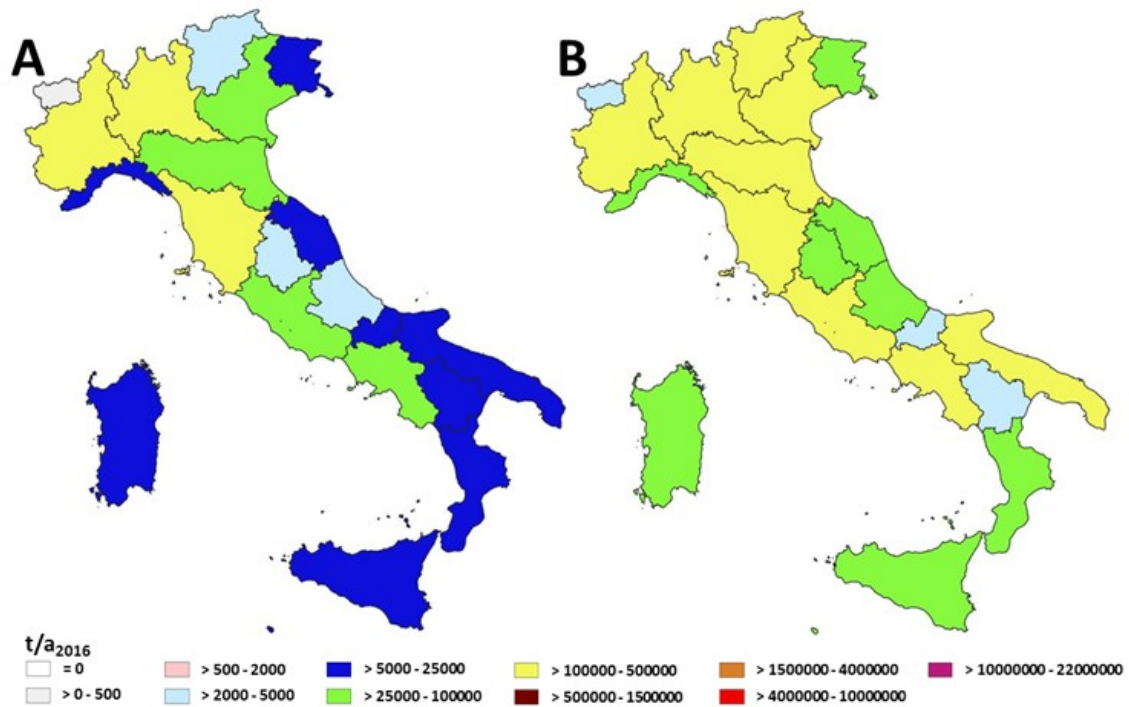 A
B
t/a2016
= 0
> 500 - 2000
> 5000 - 25000
> 100000 - 500000
> 1500000 - 4000000
> 10000000 - 22000000
> 0 - 500
> 2000 - 5000
> 25000 - 100000
> 500000 - 1500000
> 4000000 - 10000000